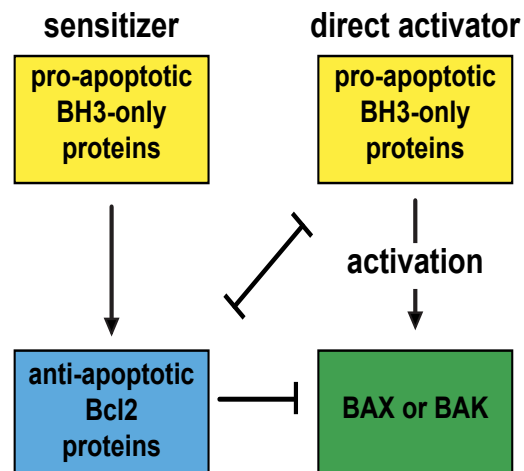 sensitizer
pro-apoptotic
BH3-only
proteins
direct activator
pro-apoptotic
BH3-only
proteins
activation
anti-apoptotic
Bcl2
proteins
BAX or BAK